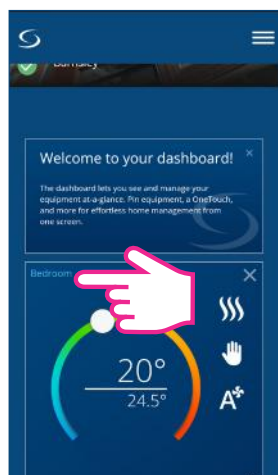 Barnsley
Welcome to your dashboard!
The dashboard lets you see and manage your
equipment at-a-glance. Pin equipment, a OneTouch,
and more for effortless home management from
one screen.
Bedroom
20°
24.5°
A